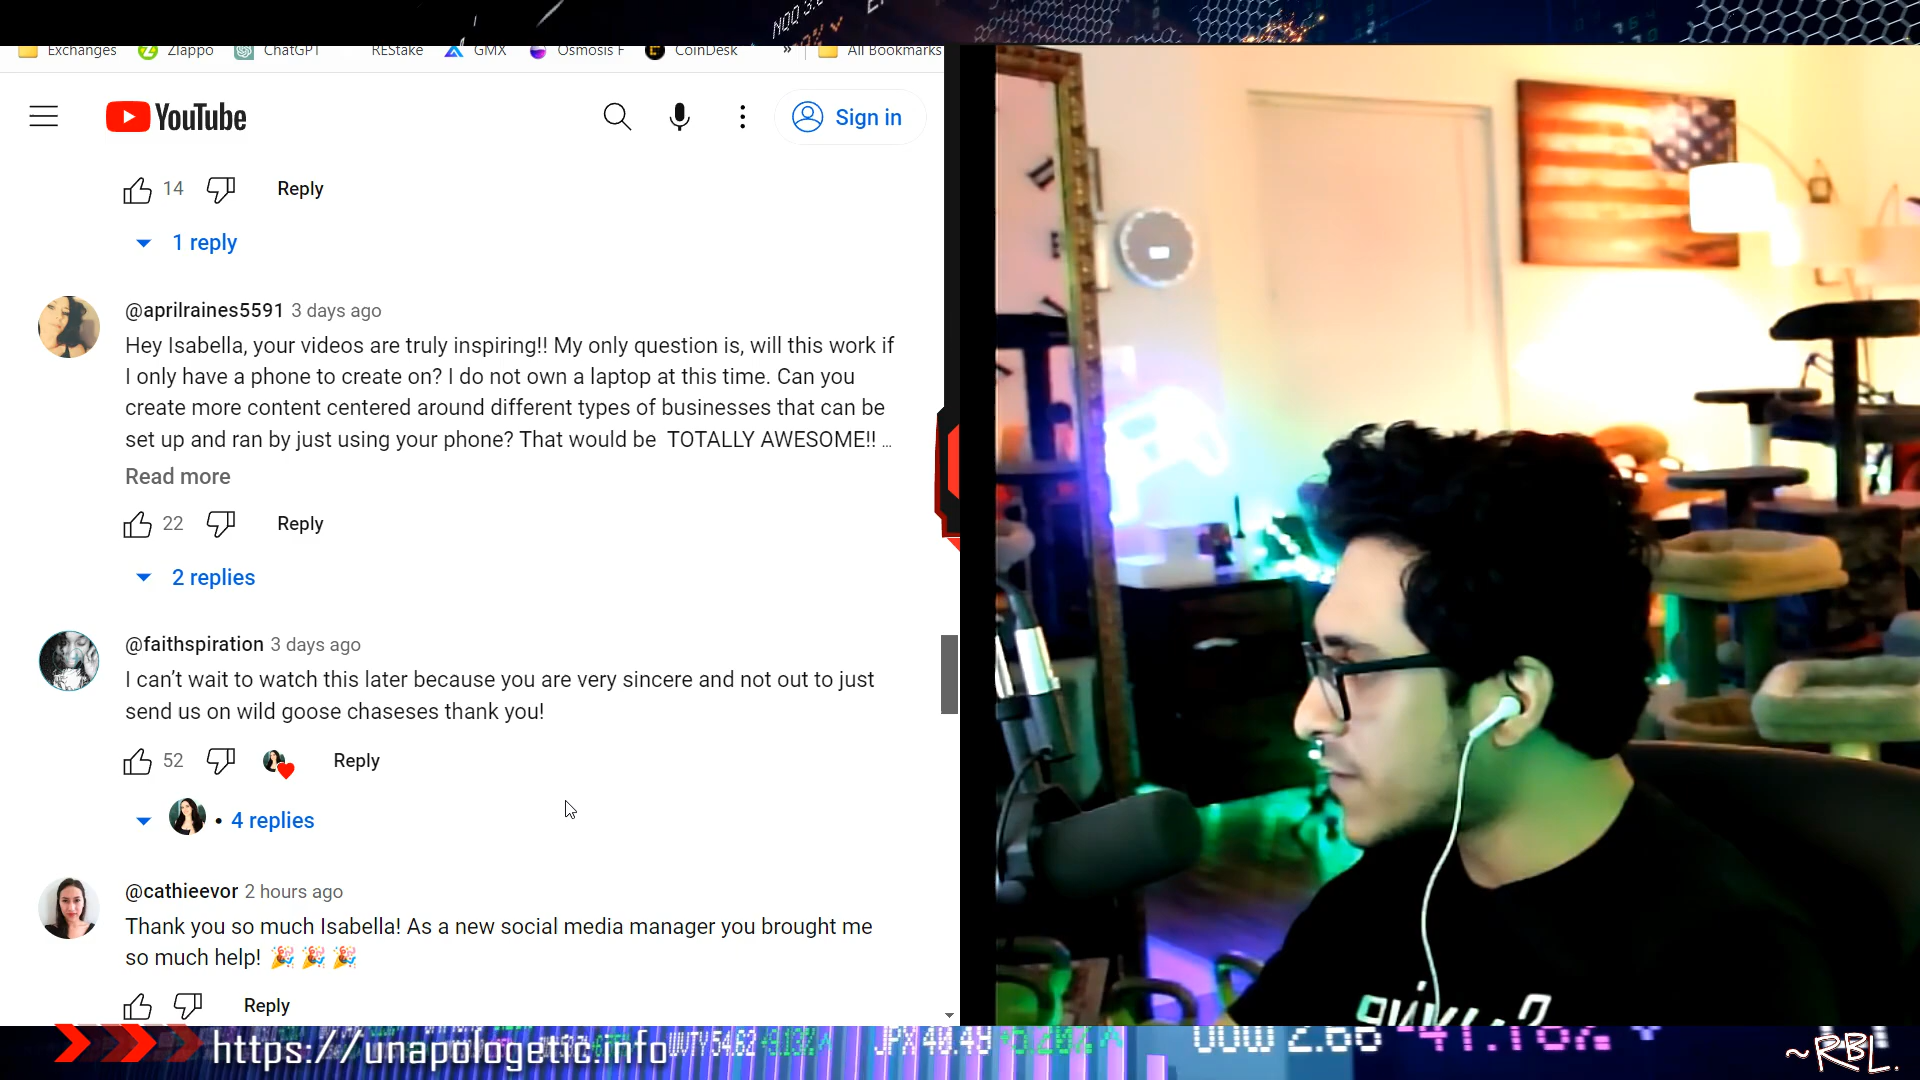 Exchanges Zlappo ChatGPT REStake GMX Osmosis F CoinDesk » All Bookmarks
YouTube
Sign in
14 Reply
1 reply
@aprilraines5591 3 days ago
Hey Isabella, your videos are truly inspiring!! My only question is, will this work if
I only have a phone to create on? I do not own a laptop at this time. Can you
create more content centered around different types of businesses that can be
set up and ran by just using your phone? That would be TOTALLY AWESOME!! ...
Read more
22 Reply
2 replies
@faithspiration 3 days ago
I can’t wait to watch this later because you are very sincere and not out to just
send us on wild goose chaseses thank you!
52 Reply
• 4 replies
@cathieevor 2 hours ago
Thank you so much Isabella! As a new social media manager you brought me
so much help! 🎉 🎉 🎉
Reply
https://unapologetic.info
~RBL.